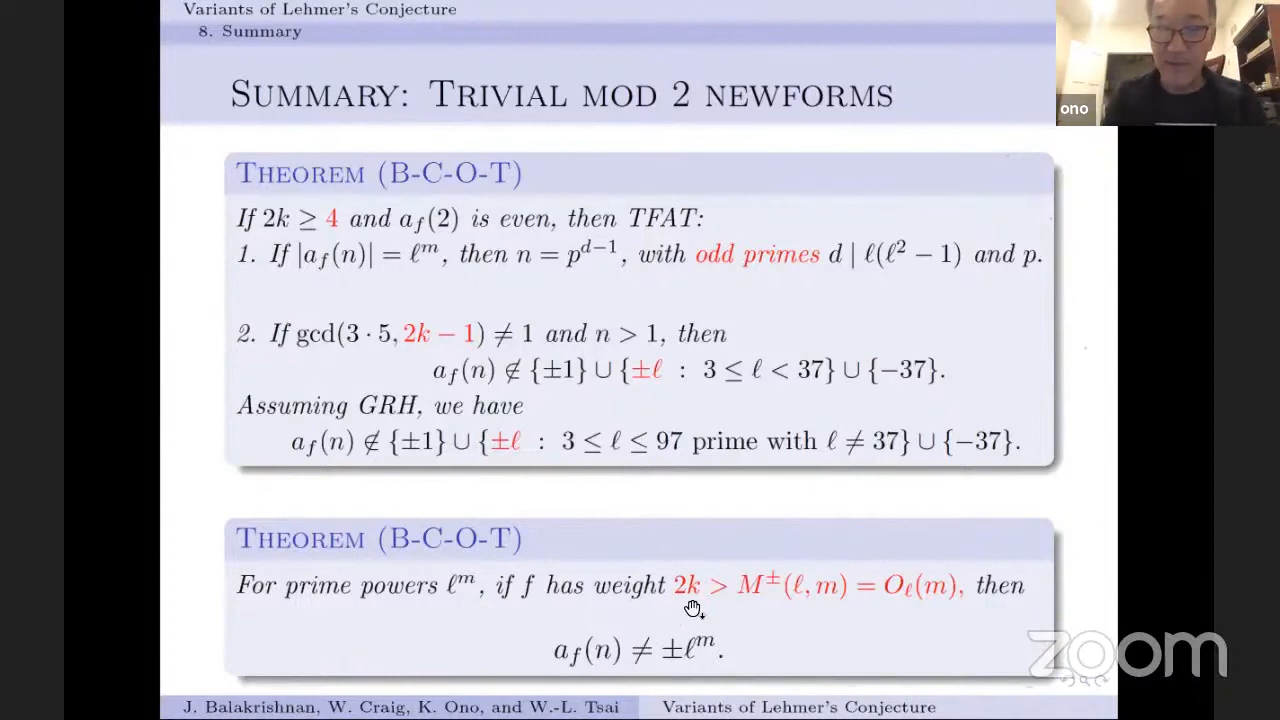 Variants of Lehmer's Conjecture
8. Summary
SUMMARY: TRIVIAL MOD 2 NEWFORMS
ono
THEOREM (B-C-O-T)
If 2k ≥ 4 and a_f(2) is even, then TFAT:
1. If |a_f(n)| = ℓ^m, then n = p^{d−1}, with odd primes d | ℓ(ℓ² − 1) and p.
2. If gcd(3 · 5, 2k − 1) ≠ 1 and n > 1, then
a_f(n) ∉ {±1} ∪ {±ℓ : 3 ≤ ℓ < 37} ∪ {−37}.
Assuming GRH, we have
a_f(n) ∉ {±1} ∪ {±ℓ : 3 ≤ ℓ ≤ 97 prime with ℓ ≠ 37} ∪ {−37}.
THEOREM (B-C-O-T)
For prime powers ℓ^m, if f has weight 2k > M^±(ℓ, m) = O_ℓ(m), then
a_f(n) ≠ ±ℓ^m.
zoom
J. Balakrishnan, W. Craig, K. Ono, and W.-L. Tsai Variants of Lehmer's Conjecture